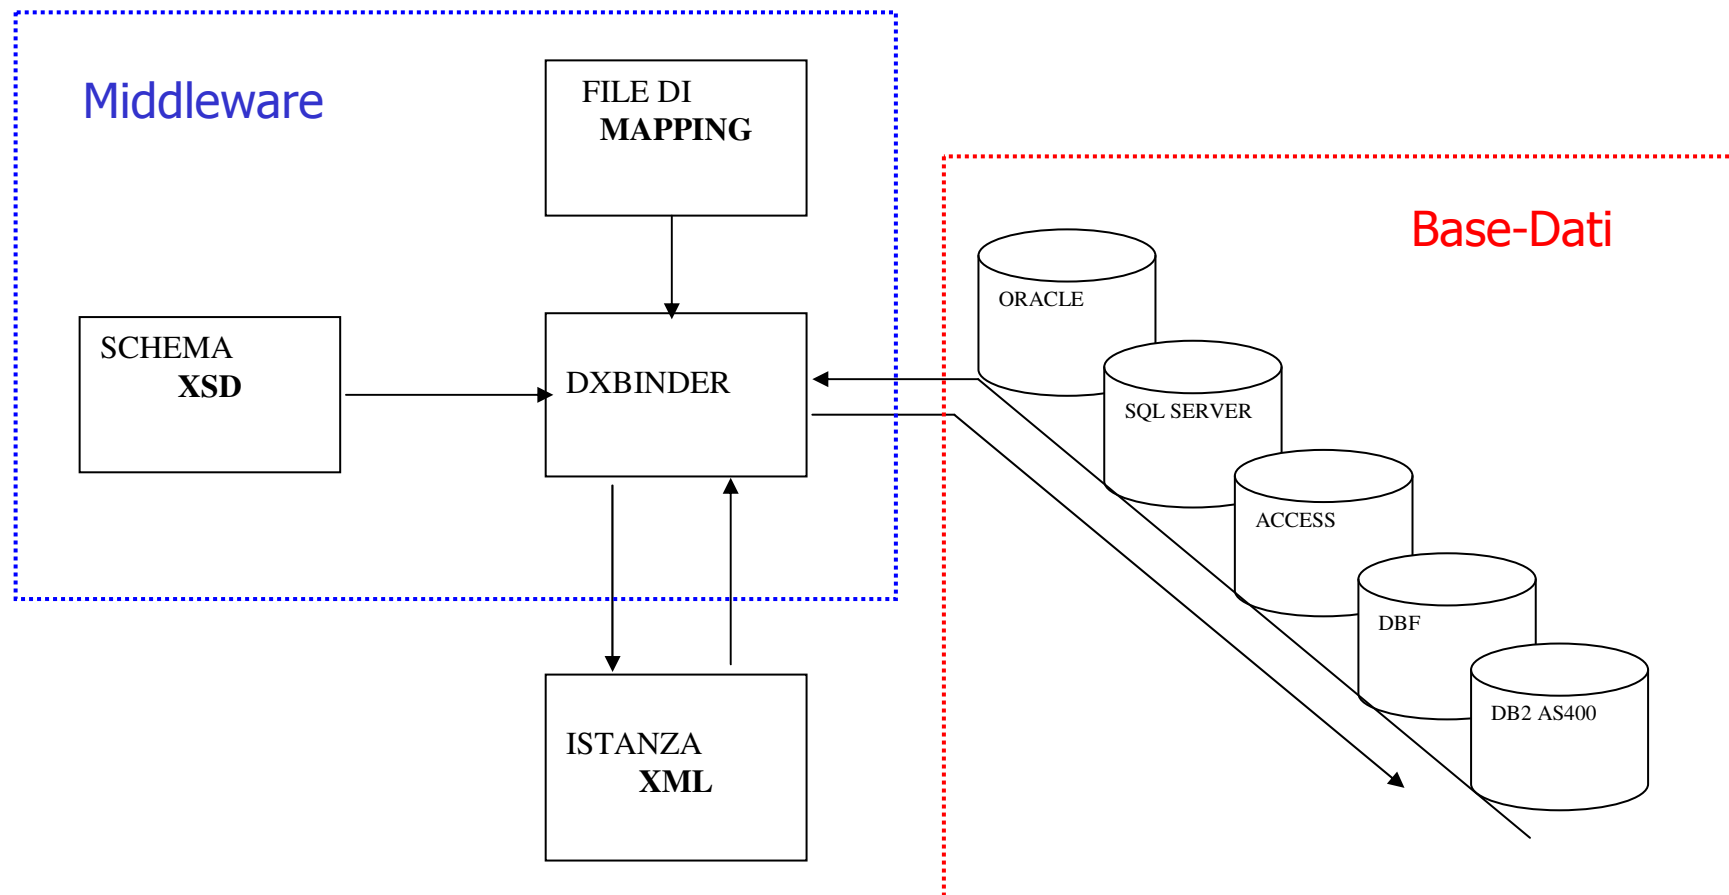 Middleware
FILE DI
MAPPING
Base-Dati
ORACLE
SCHEMA
XSD
DXBINDER
SQL SERVER
ACCESS
DBF
DB2 AS400
ISTANZA
XML